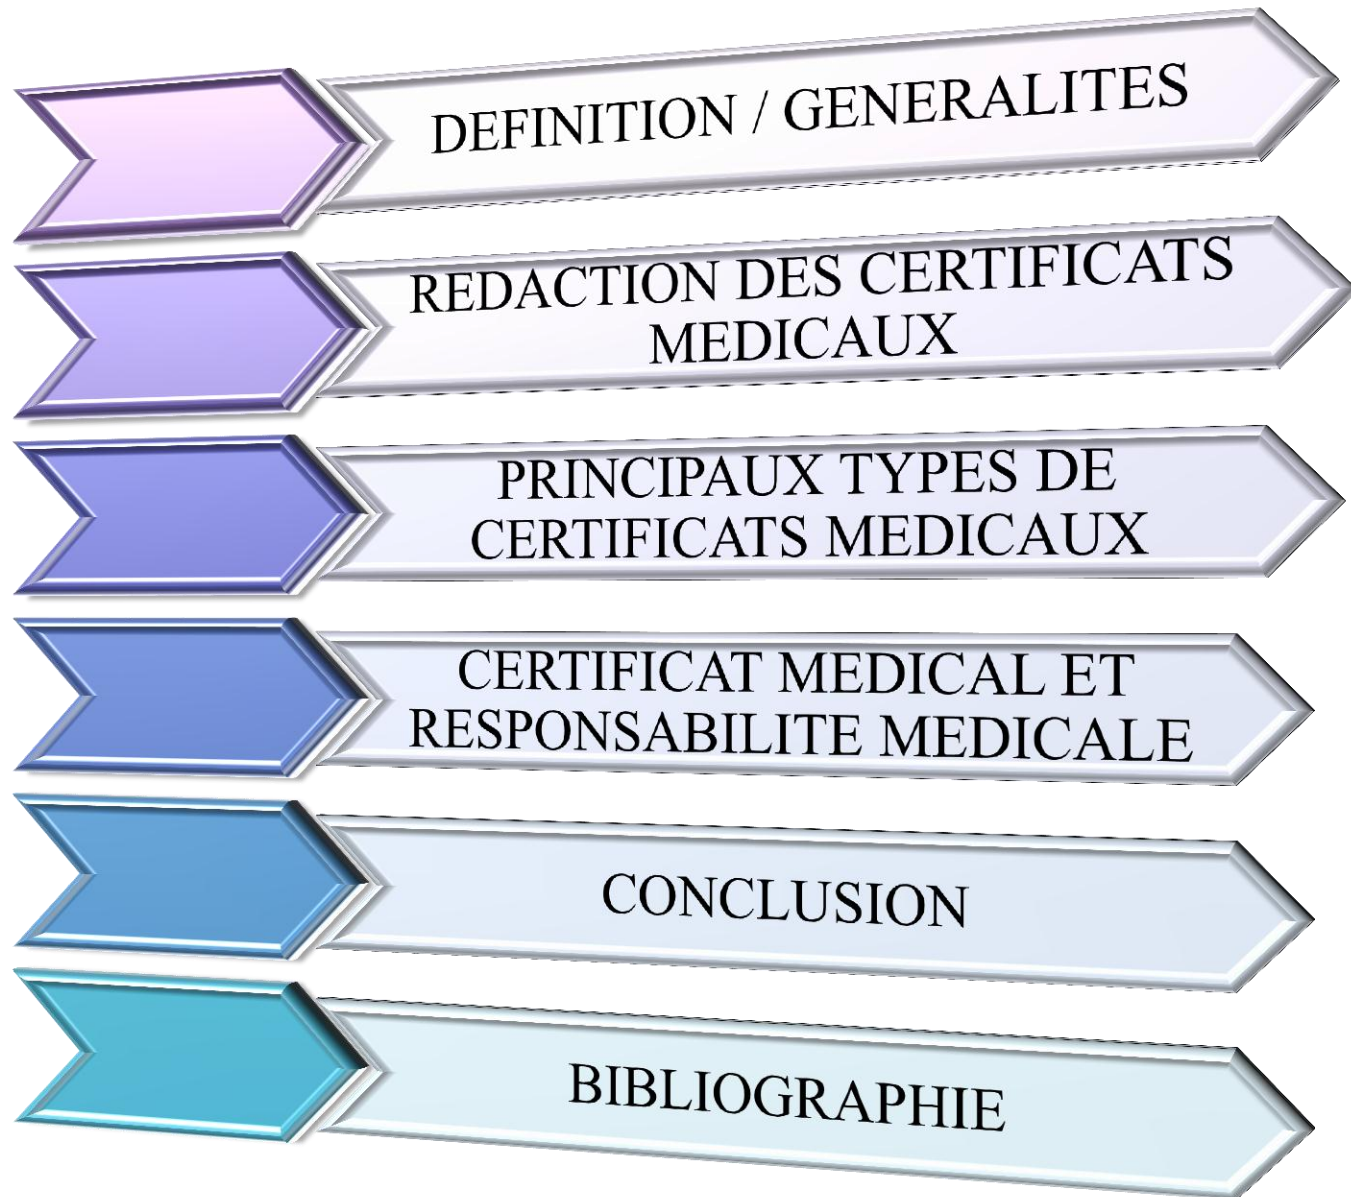 DEFINITION / GENERALITES
REDACTION DES CERTIFICATS
MEDICAUX
PRINCIPAUX TYPES DE
CERTIFICATS MEDICAUX
CERTIFICAT MEDICAL ET
RESPONSABILITE MEDICALE
CONCLUSION
BIBLIOGRAPHIE